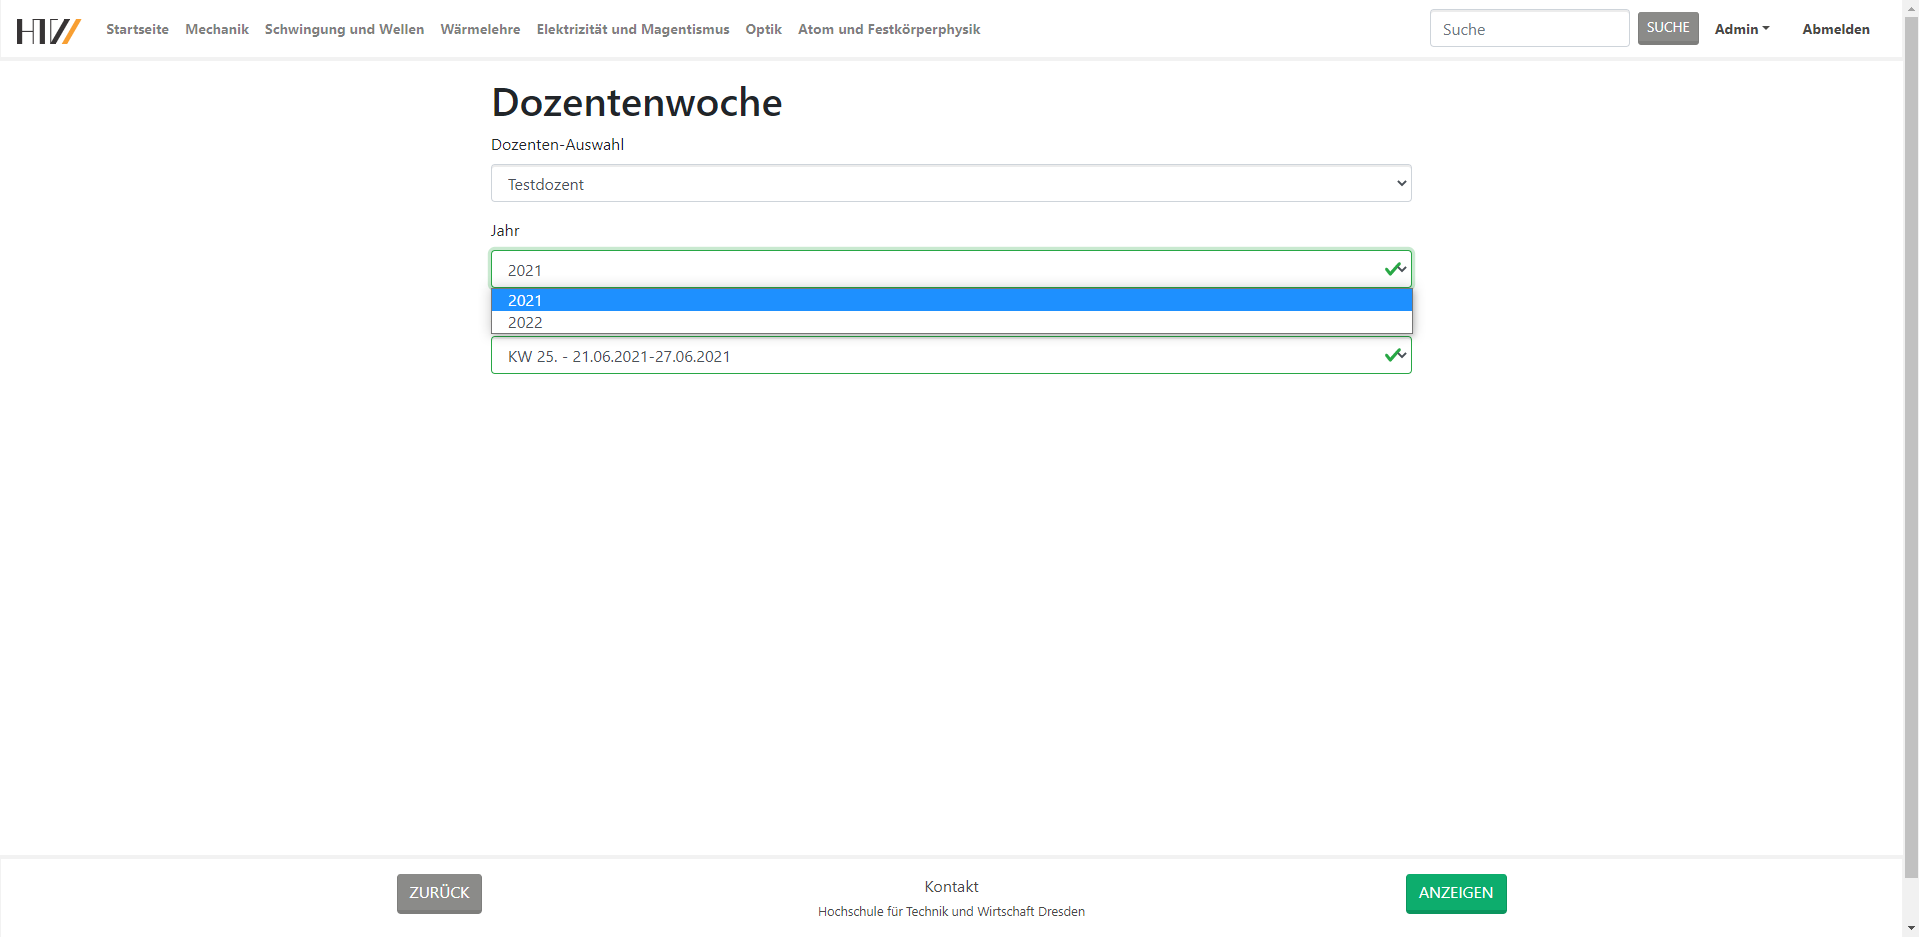 HTW Startseite Mechanik Schwingung und Wellen Wärmelehre Elektrizität und Magentismus Optik Atom und Festkörperphysik Suche SUCHE Admin Abmelden
Dozentenwoche
Dozenten-Auswahl
Testdozent
Jahr
2021
2021
2022
KW 25. - 21.06.2021-27.06.2021
ZURÜCK Kontakt ANZEIGEN
Hochschule für Technik und Wirtschaft Dresden